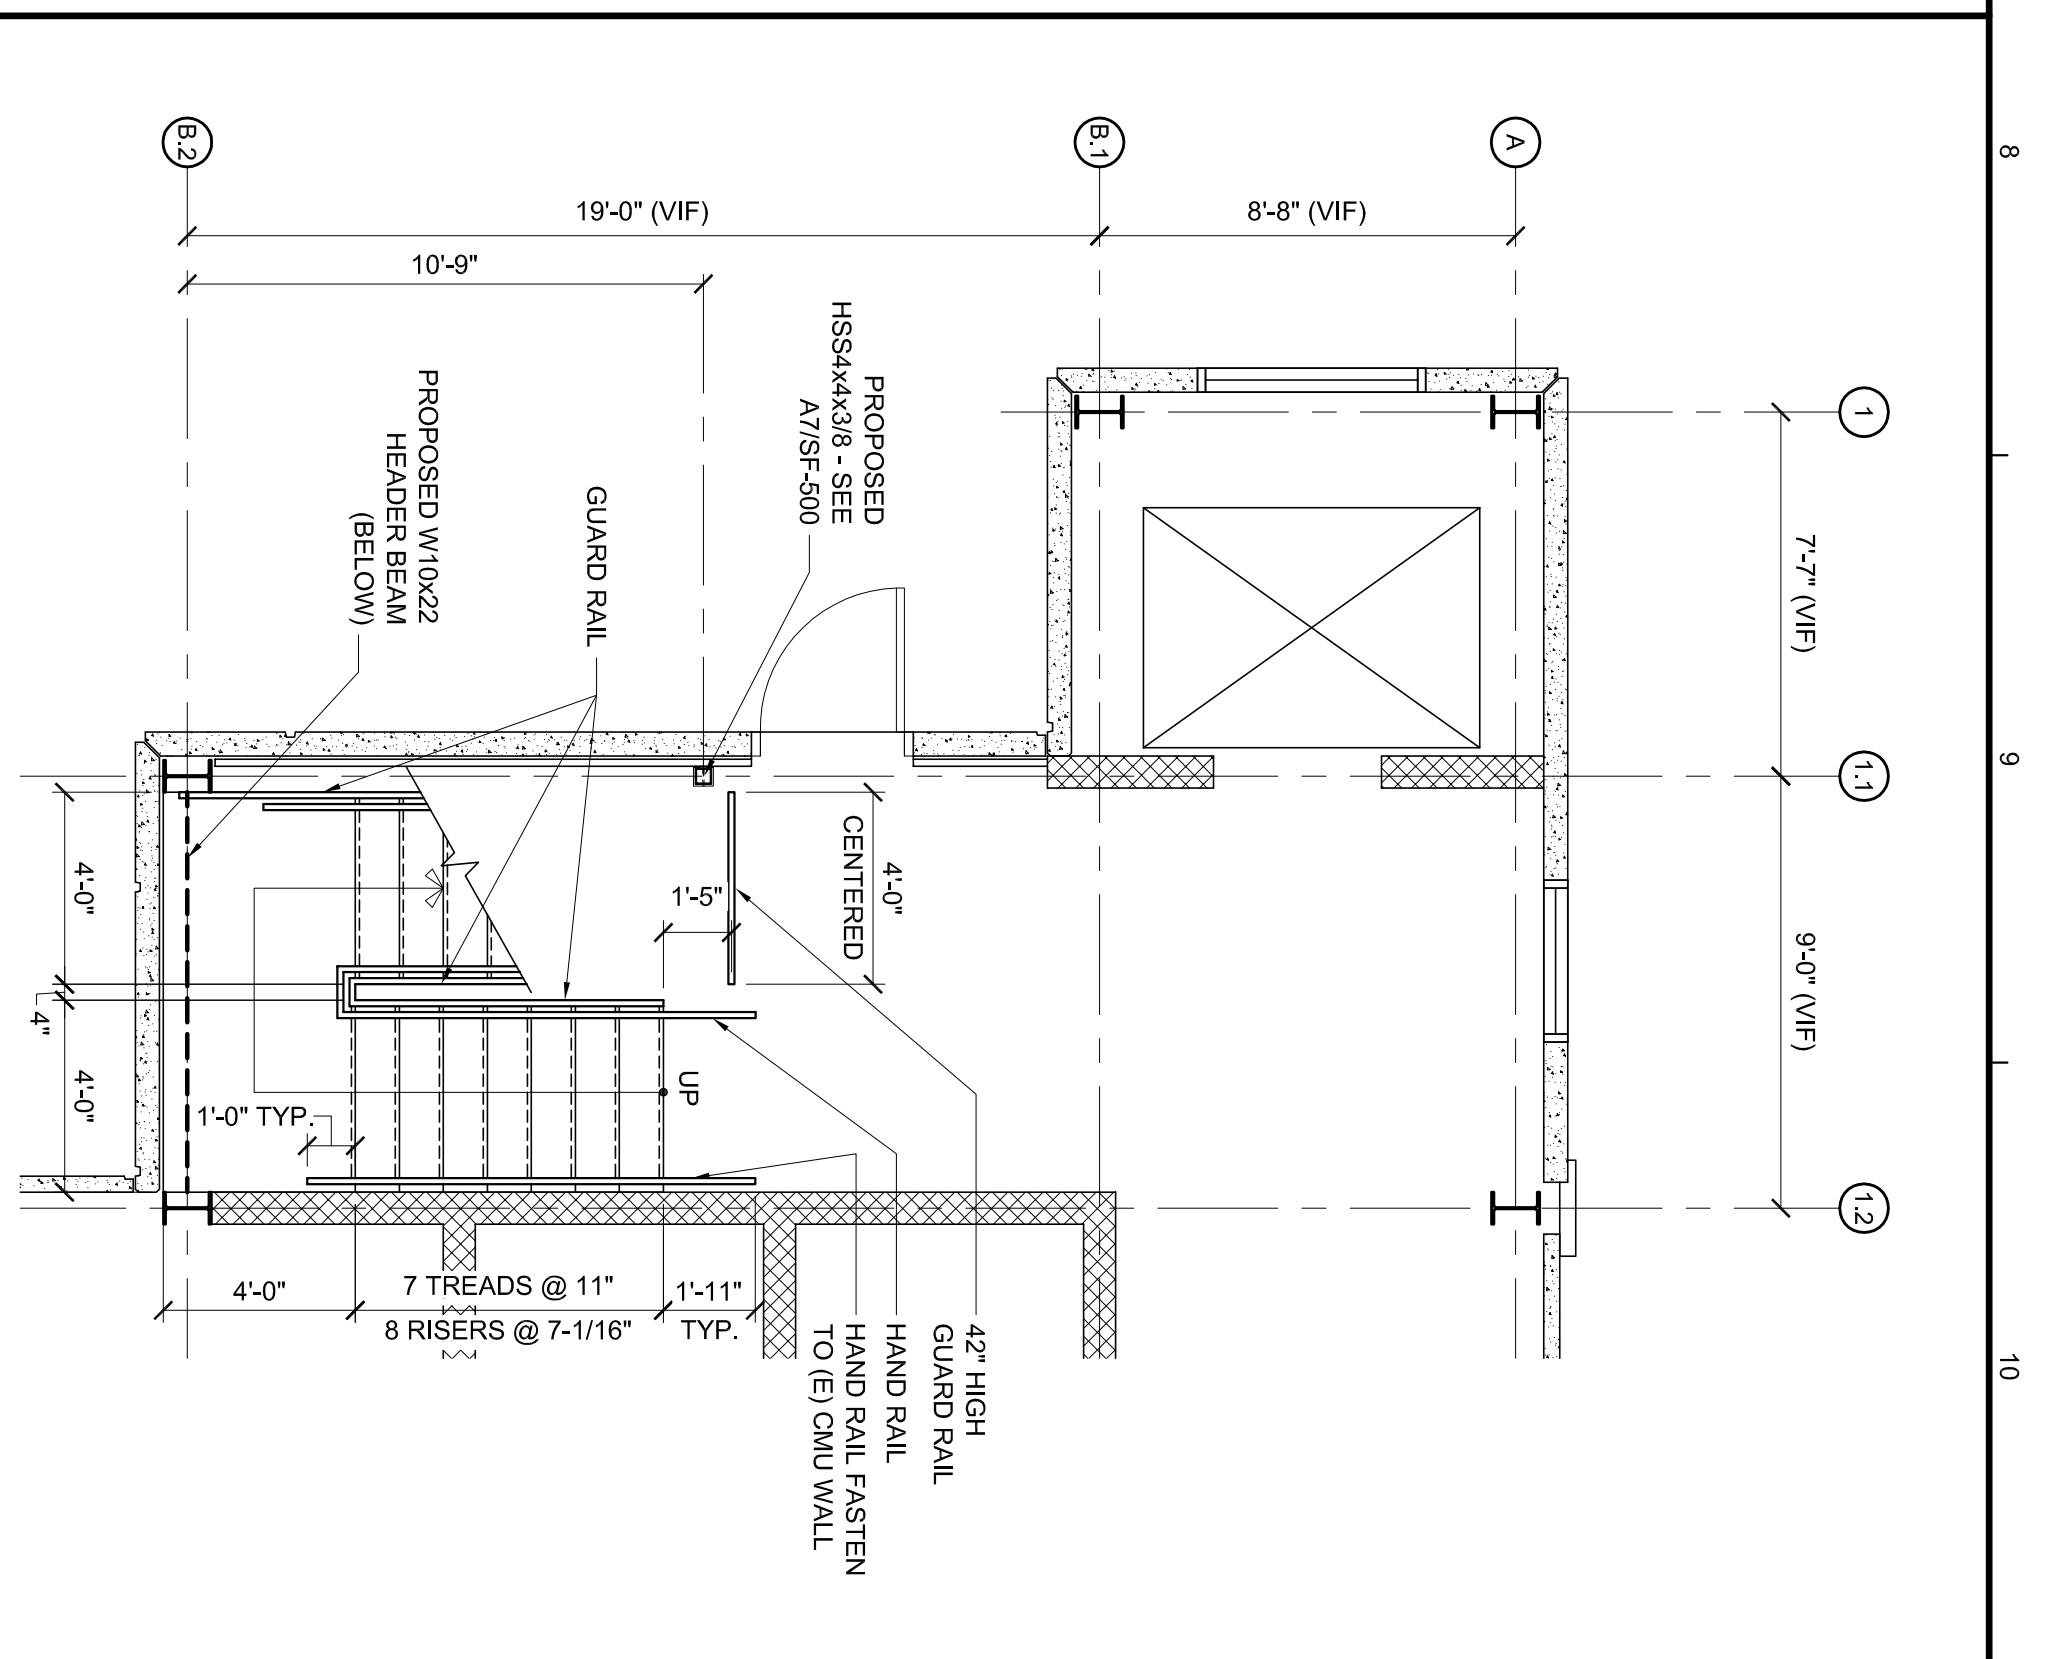 8
9
10
B.2
B.1
A
19'-0" (VIF)
8'-8" (VIF)
10'-9"
1
1.1
1.2
7'-7" (VIF)
9'-0" (VIF)
PROPOSED
HSS4x4x3/8 - SEE
A7/SF-500
GUARD RAIL
PROPOSED W10x22
HEADER BEAM
(BELOW)
4'-0"
CENTERED
1'-5"
UP
4'-0"
4"
4'-0"
1'-0" TYP.
4'-0"
7 TREADS @ 11"
8 RISERS @ 7-1/16"
1'-11"
TYP.
42" HIGH
GUARD RAIL
HAND RAIL
HAND RAIL FASTEN
TO (E) CMU WALL